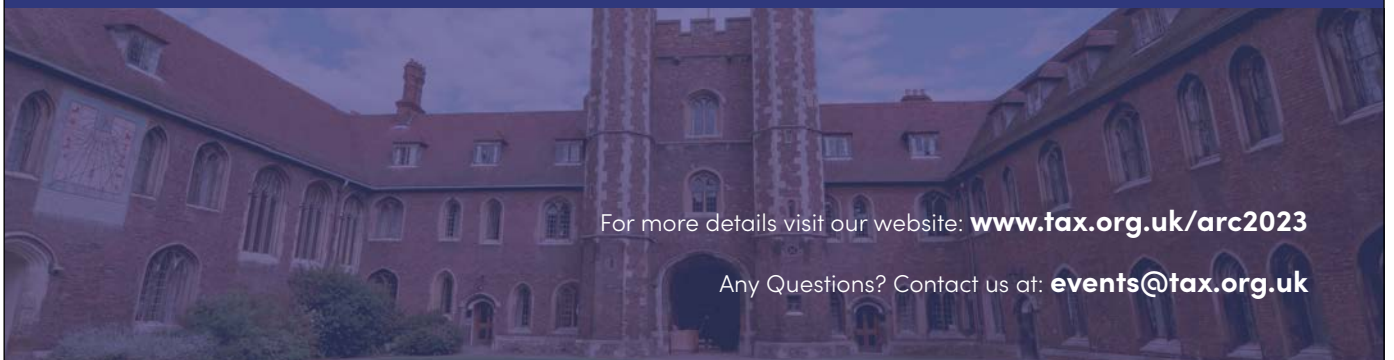 For more details visit our website: www.tax.org.uk/arc2023
Any Questions? Contact us at: events@tax.org.uk